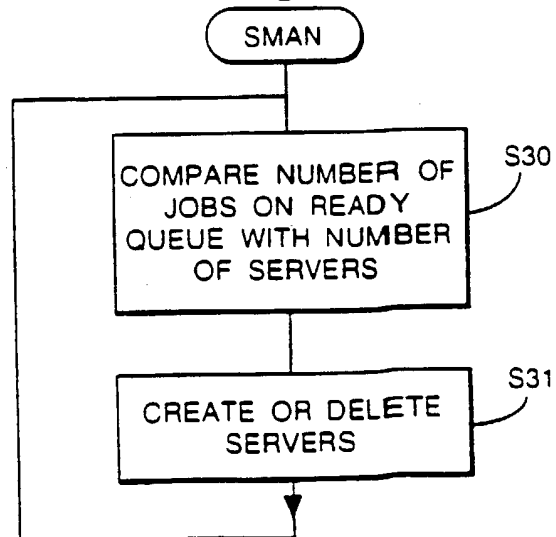 SMAN
COMPARE NUMBER OF
JOBS ON READY
QUEUE WITH NUMBER
OF SERVERS
S30
CREATE OR DELETE
SERVERS
S31